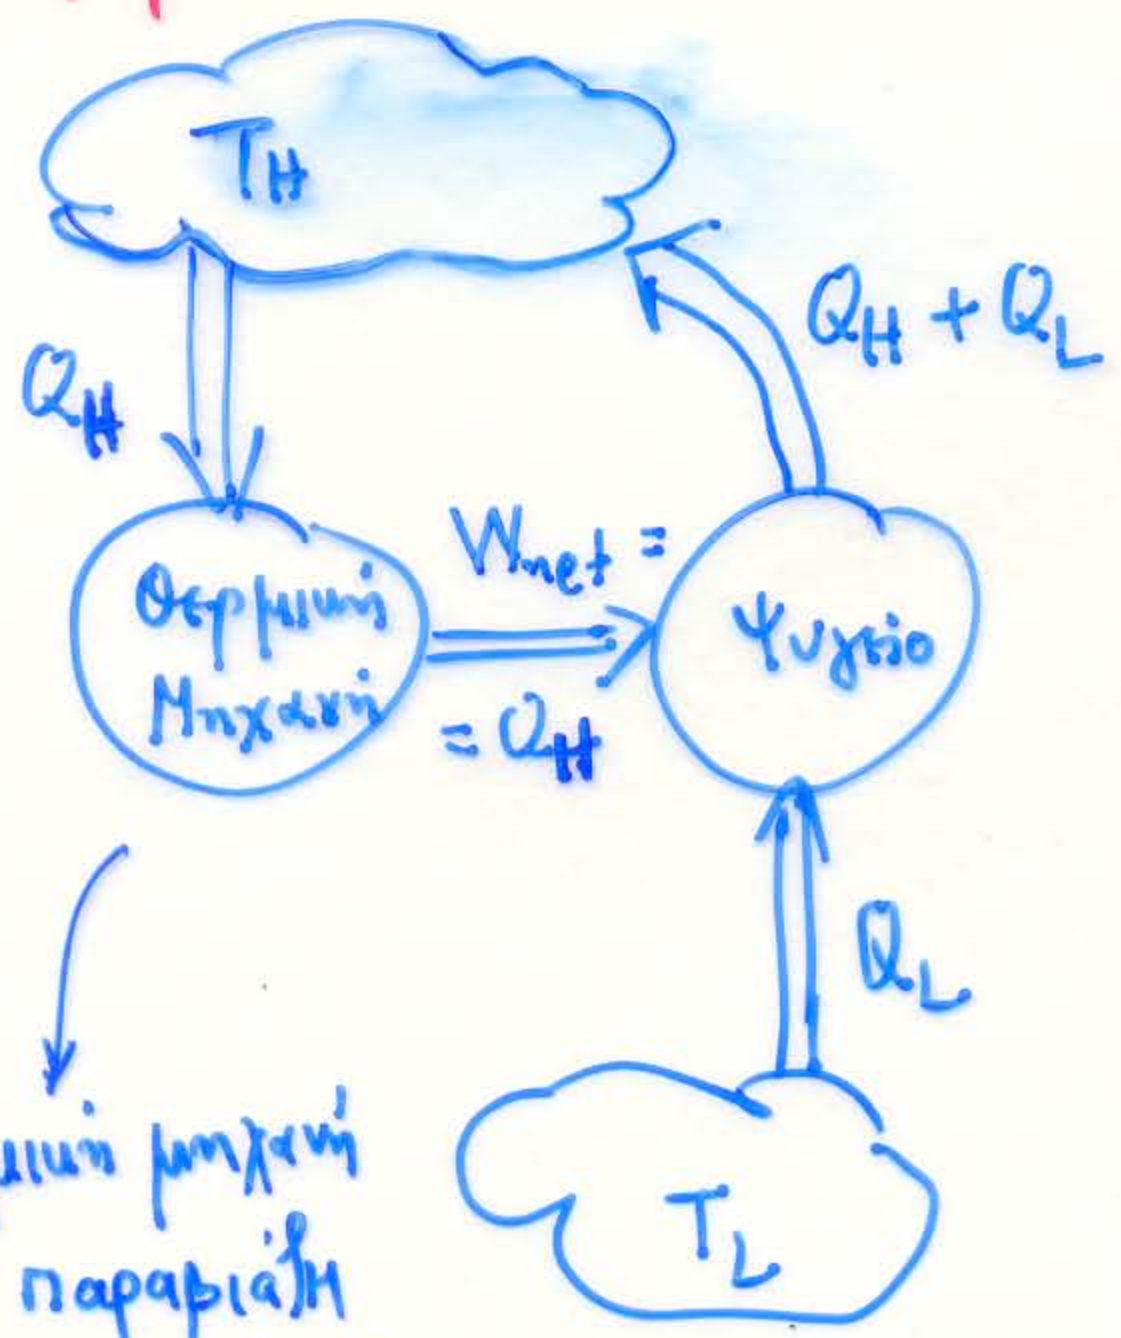 T_H
Q_H
Q_H + Q_L
W_net =
= Q_H
Θερμική
Μηχανή
Ψυγείο
Q_L
μηχανή
παραβιάζει
T_L